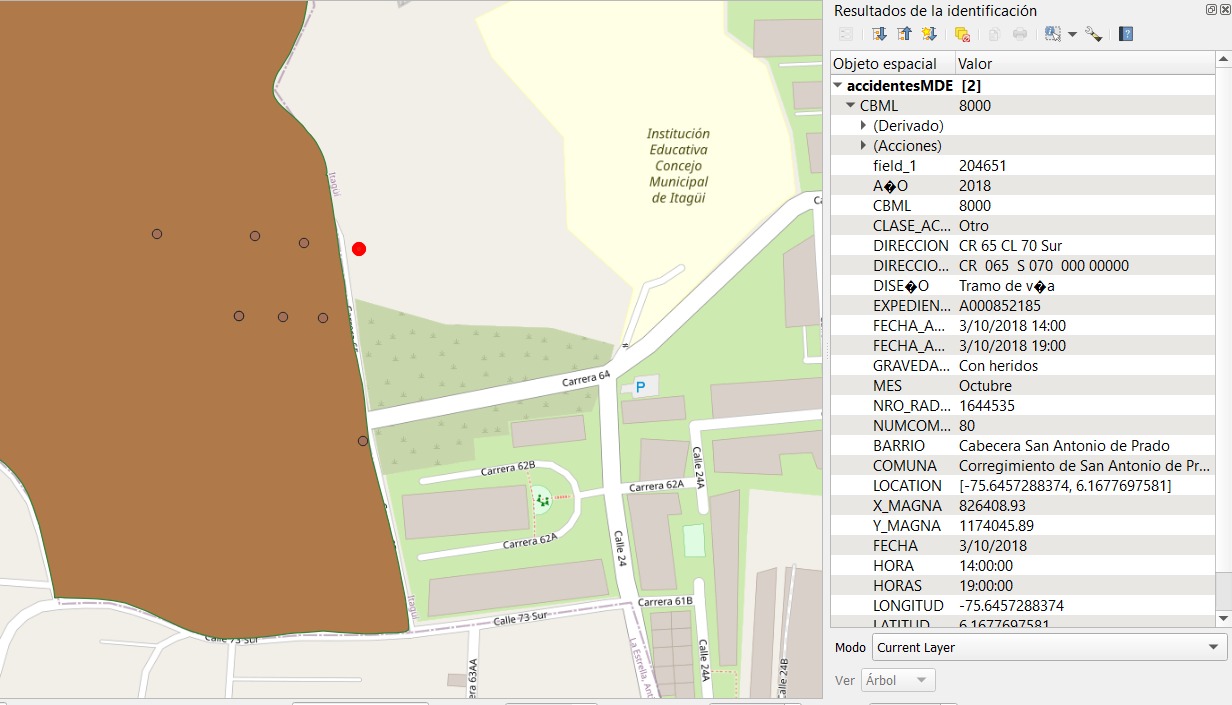 Resultados de la identificación
Objeto espacial Valor
accidentesMDE [2]
CBML 8000
(Derivado)
(Acciones)
field_1 204651
A�O 2018
CBML 8000
CLASE_AC... Otro
DIRECCION CR 65 CL 70 Sur
DIRECCIO... CR  065  S 070  000 00000
DISE�O Tramo de v�a
EXPEDIEN... A000852185
FECHA_A... 3/10/2018 14:00
FECHA_A... 3/10/2018 19:00
GRAVEDA... Con heridos
MES Octubre
NRO_RAD... 1644535
NUMCOM... 80
BARRIO Cabecera San Antonio de Prado
COMUNA Corregimiento de San Antonio de Pr...
LOCATION [-75.6457288374, 6.1677697581]
X_MAGNA 826408.93
Y_MAGNA 1174045.89
FECHA 3/10/2018
HORA 14:00:00
HORAS 19:00:00
LONGITUD -75.6457288374
LATITUD 6.1677697581
Modo Current Layer
Ver Árbol
Institución
Educativa
Concejo
Municipal
de Itagüí
Itagüí
Ca
Carrera 65
Carrera 64
P
Carrera 62B
Calle 24A
Carrera 62A
Carrera 62A
Calle 24
Itagüí
Carrera 61B
Calle 73 Sur
Calle 73 Sur
La Estrella, Ant
Calle 24A
Calle 24B
era 63AA